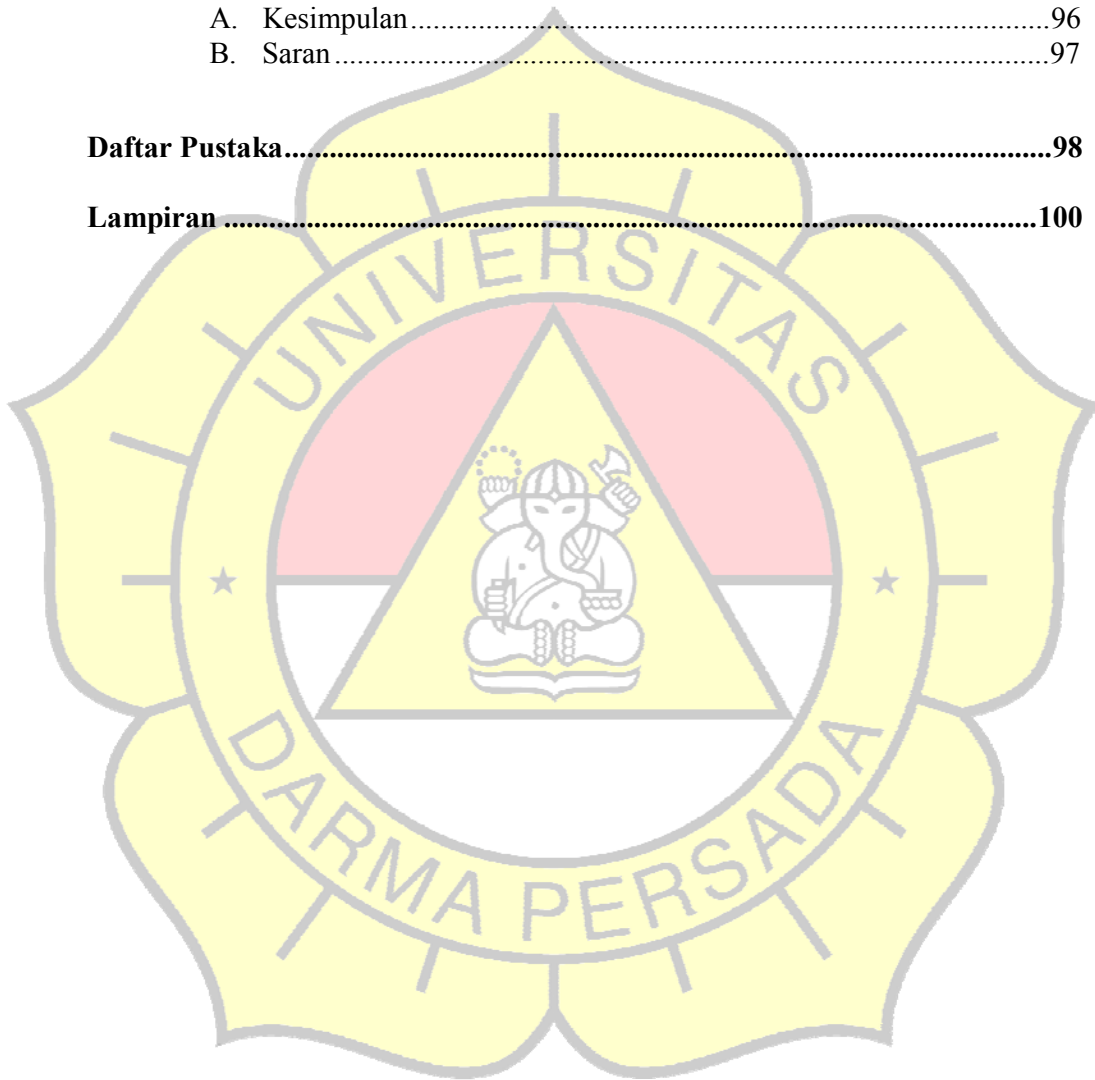 A. Kesimpulan.......................................................................................96
B. Saran.................................................................................................97
Daftar Pustaka.........................................................................................98
Lampiran ...............................................................................................100
UNIVERSITAS
DARMA PERSADA